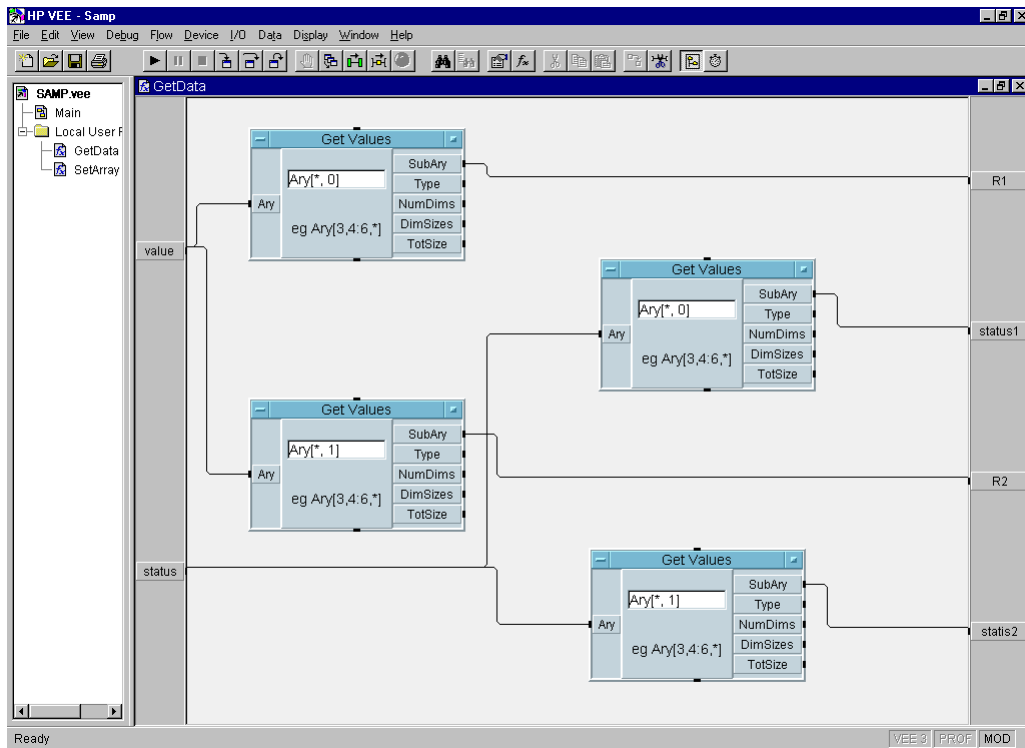 HP VEE - Samp
File Edit View Debug Flow Device I/O Data Display Window Help
SAMP.vee
Main
Local User F
GetData
SetArray
GetData
value
status
Get Values
Ary
Ary[*, 0]
eg Ary[3,4:6,*]
SubAry
Type
NumDims
DimSizes
TotSize
Get Values
Ary
Ary[*, 0]
eg Ary[3,4:6,*]
SubAry
Type
NumDims
DimSizes
TotSize
Get Values
Ary
Ary[*, 1]
eg Ary[3,4:6,*]
SubAry
Type
NumDims
DimSizes
TotSize
Get Values
Ary
Ary[*, 1]
eg Ary[3,4:6,*]
SubAry
Type
NumDims
DimSizes
TotSize
R1
status1
R2
statis2
Ready
VEE 3 PROF MOD